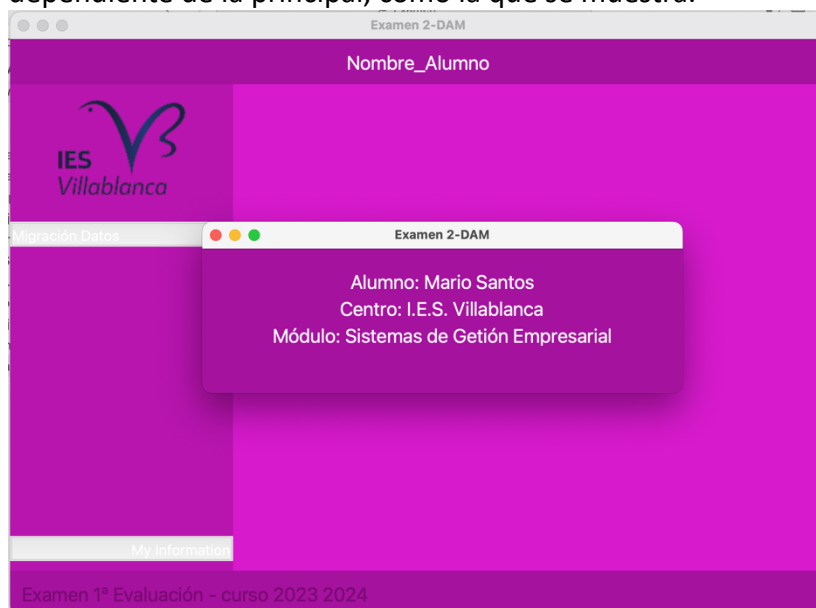 dependiente de la principal, como la que se muestra.
Examen 2-DAM
Nombre_Alumno
IES
Villablanca
Migración Datos
Examen 2-DAM
Alumno: Mario Santos
Centro: I.E.S. Villablanca
Módulo: Sistemas de Getión Empresarial
My Information
Examen 1ª Evaluación - curso 2023 2024